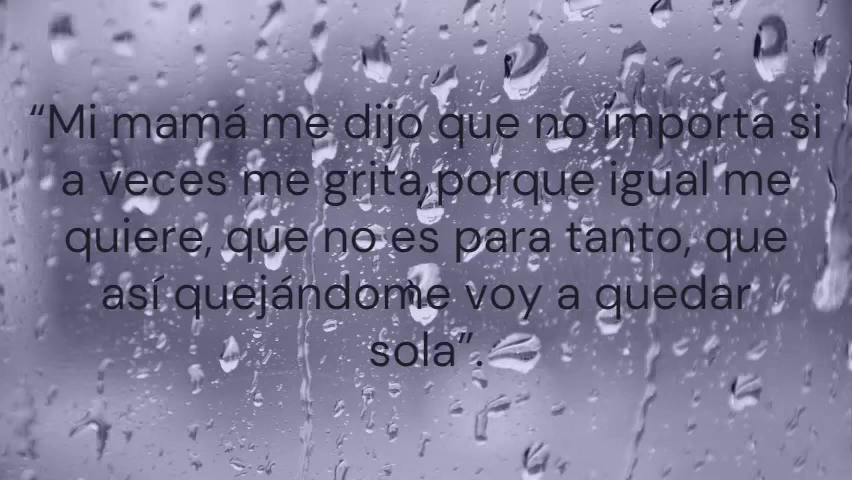 “Mi mamá me dijo que no importa si
a veces me grita, porque igual me
quiere, que no es para tanto, que
así quejándome voy a quedar
sola”.